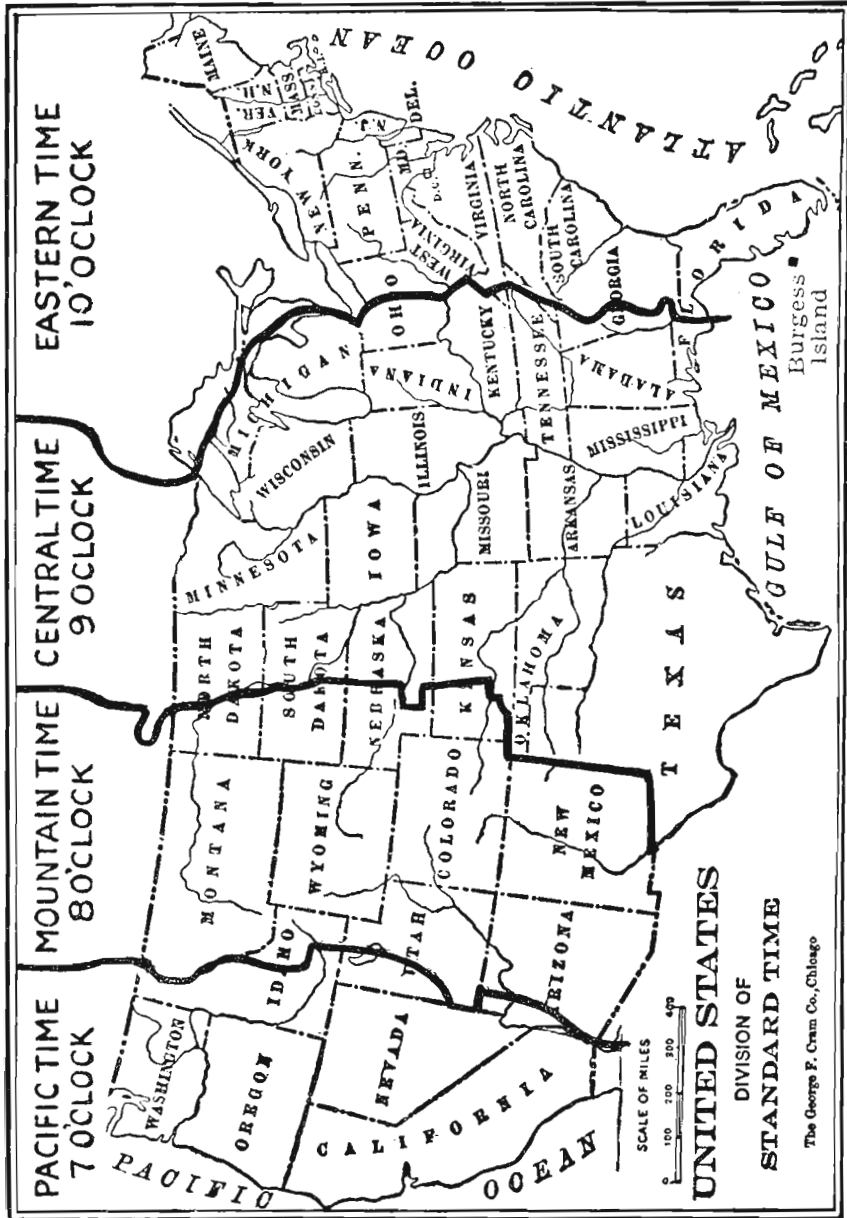 PACIFIC TIME
7 O'CLOCK
MOUNTAIN TIME
8 O'CLOCK
CENTRAL TIME
9 OCLOCK
EASTERN TIME
10'OCLOCK
WASHINGTON
OREGON
CALIFORNIA
NEVADA
IDAHO
UTAH
ARIZONA
MONTANA
WYOMING
COLORADO
NEW
MEXICO
NORTH
DAKOTA
SOUTH
DAKOTA
NEBRASKA
KANSAS
OKLAHOMA
TEXAS
MINNESOTA
IOWA
MISSOURI
ARKANSAS
LOUISIANA
WISCONSIN
ILLINOIS
MICHIGAN
INDIANA
OHIO
KENTUCKY
TENNESSEE
MISSISSIPPI
ALABAMA
GEORGIA
FLORIDA
SOUTH
CAROLINA
NORTH
CAROLINA
VIRGINIA
WEST
VIRGINIA
D.C.
MD.
DEL.
PENN.
N.J.
NEW YORK
VER.
N.H.
MASS.
MAINE
PACIFIC
OCEAN
ATLANTIC OCEAN
GULF OF MEXICO
Burgess
Island
SCALE OF MILES
0 100 200 300 400
UNITED STATES
DIVISION OF
STANDARD TIME
The George F. Cram Co., Chicago